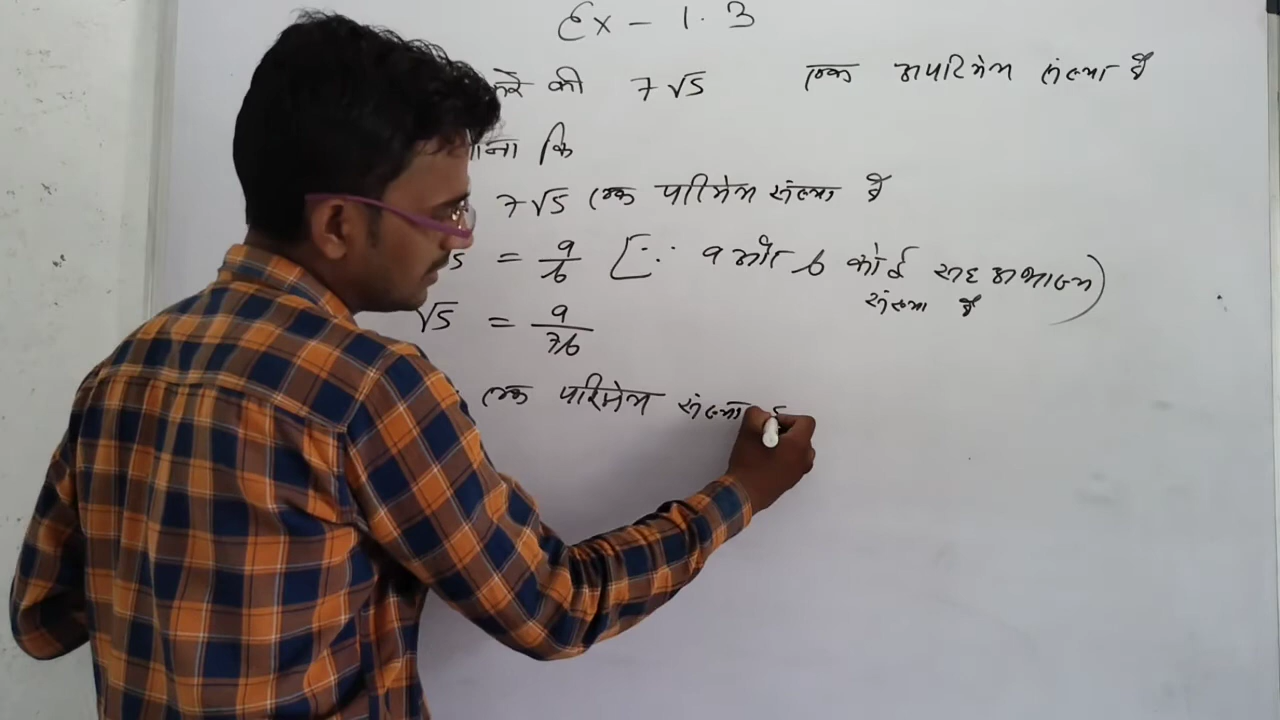 Ex - 1.3
करे की 7√5 एक अपरिमेय संख्या है
माना कि
7√5 एक परिमेय संख्या है
5 = a/b [∵ a और b कोई सह अभाज्य)
संख्या है
√5 = a/7b
एक परिमेय संख्या